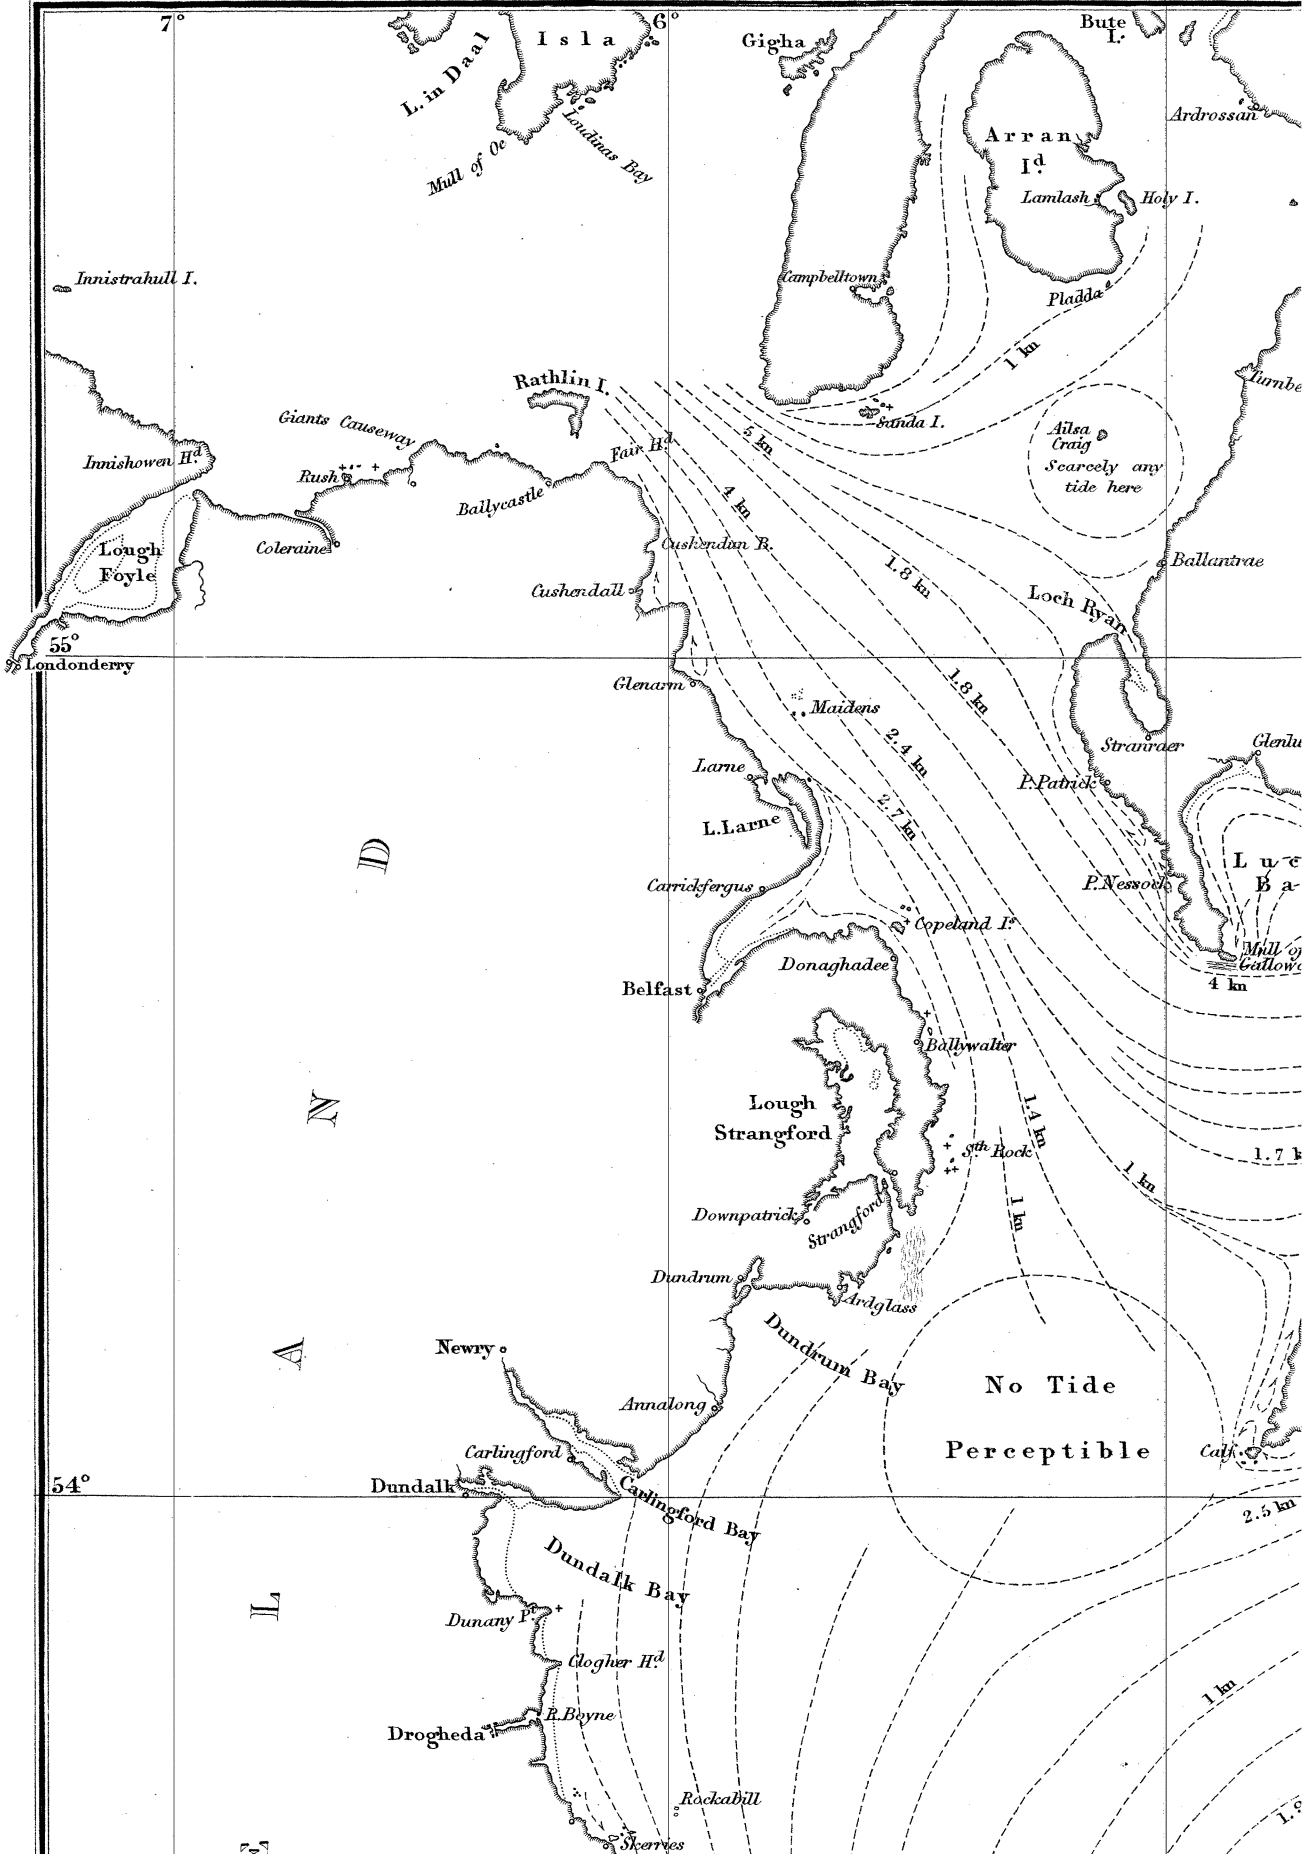 7°
6°
Bute
I.
L. in Daal
Isla
Gigha
Ardrossan
Arran
Id.
Mull of Oe
Loudinas Bay
Lamlash
Holy I.
Innistrahull I.
Campbelltown
Pladda
1 kn
Rathlin I.
Turnbe
Giants Causeway
Sanda I.
Ailsa
Craig
Scarcely any
tide here
Fair Hd.
5 kn
Innishowen Hd.
Rush
Ballycastle
4 kn
Coleraine
Cuskendun B.
Lough
Foyle
1.8 kn
Ballantrae
Cushendall
Loch Ryan
55°
Londonderry
Glenarm
1.8 kn
Maidens
2.4 kn
Stranraer
Glenlu
Larne
P. Patrick
2.7 kn
L. Larne
Luc
Ba
Carrickfergus
P. Nessock
Copeland Is.
Donaghadee
Mull of
Gallowa
Belfast
4 kn
Ballywalter
Lough
Strangford
1.4 kn
Sth. Rock
1.7 k
1 kn
Downpatrick
Strangford
1 kn
Dundrum
Ardglass
Dundrum Bay
Newry
No Tide
Perceptible
Annalong
Carlingford
Calf
54°
Dundalk
Carlingford Bay
2.5 kn
Dundalk Bay
Dunany Pt.
Clogher Hd.
1 kn
R. Boyne
Drogheda
Rockabill
Skerries
D
N
A
L